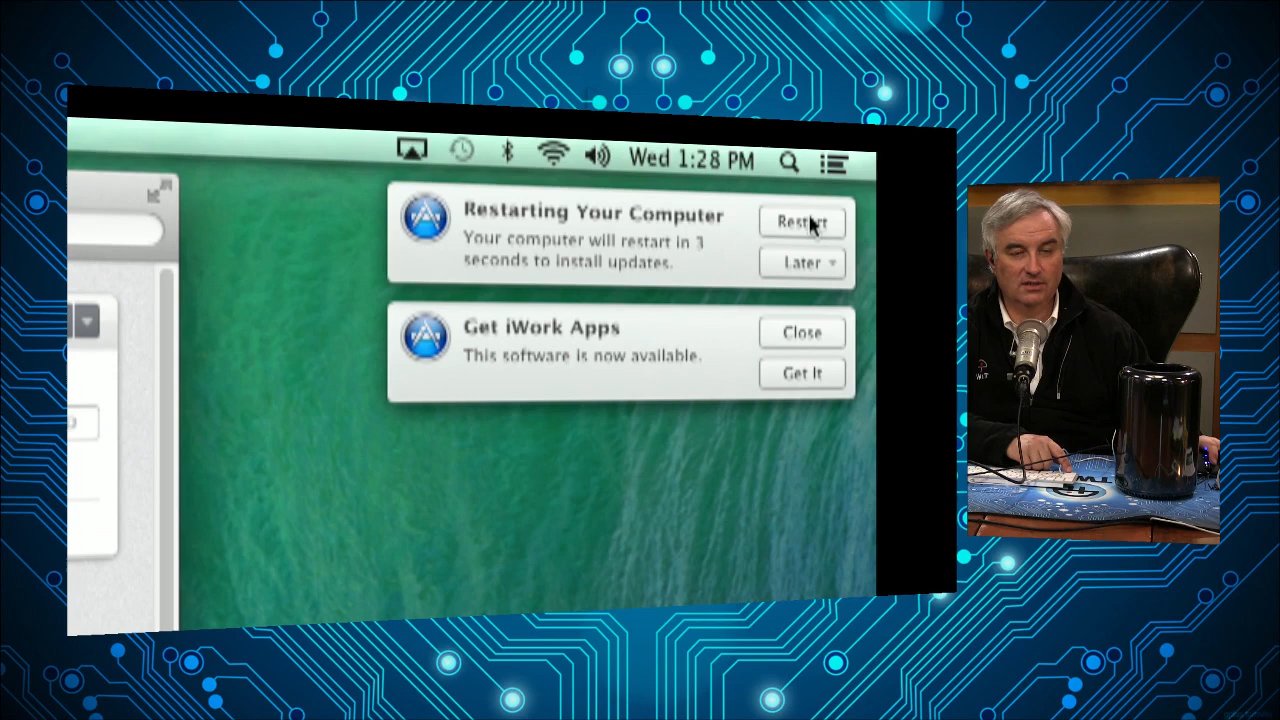 Wed 1:28 PM
Restarting Your Computer
Your computer will restart in 3
seconds to install updates.
Restart
Later
Get iWork Apps
This software is now available.
Close
Get It